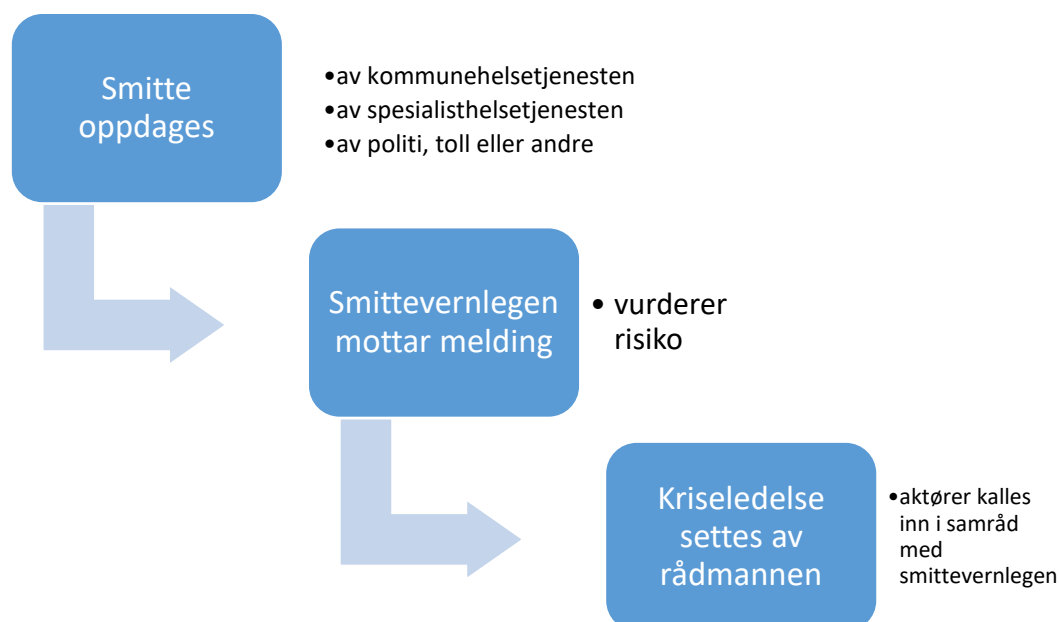 Smitte
oppdages
•av kommunehelsetjenesten
•av spesialisthelsetjenesten
•av politi, toll eller andre
Smittevernlegen
mottar melding
• vurderer
risiko
Kriseledelse
settes av
rådmannen
•aktører kalles
inn i samråd
med
smittevernlegen